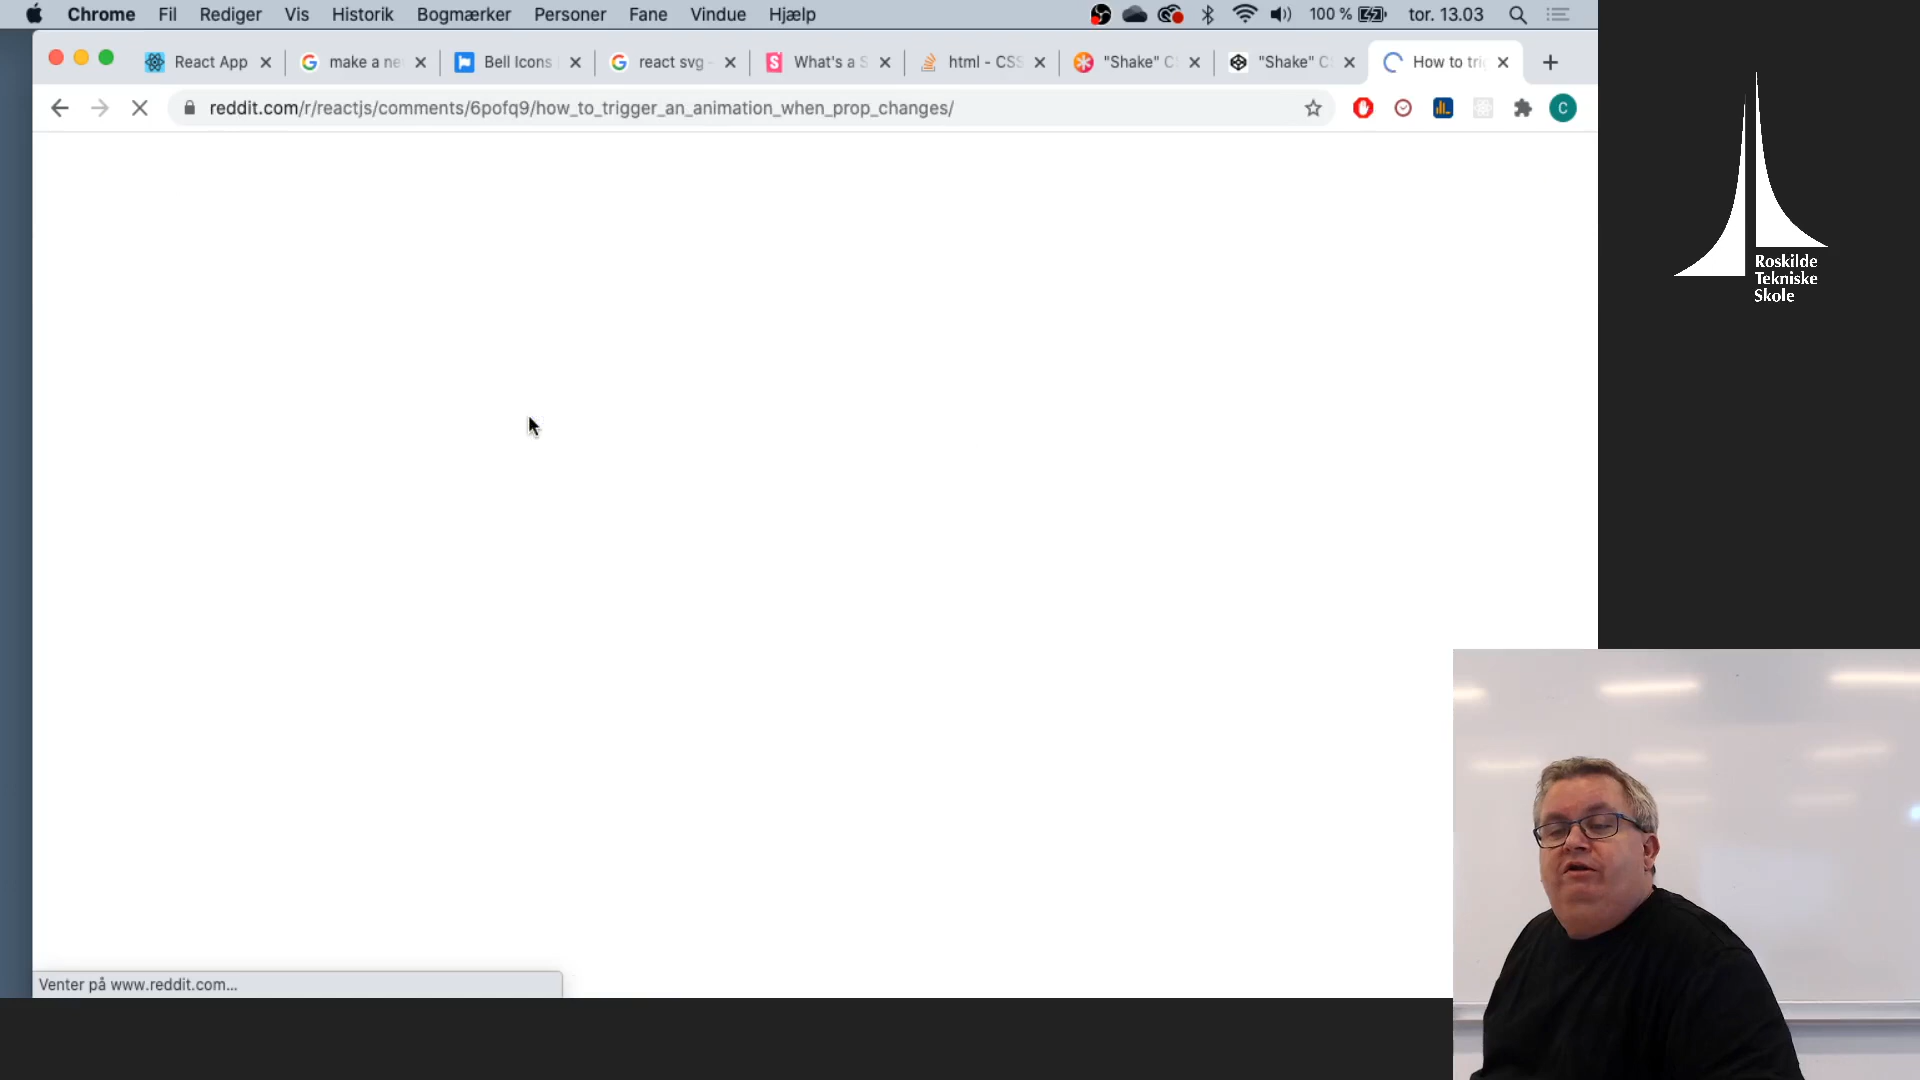 Chrome Fil Rediger Vis Historik Bogmærker Personer Fane Vindue Hjælp 100 % tor. 13.03
React App make a ne Bell Icons react svg - What's a S html - CSS "Shake" C "Shake" C How to tri
reddit.com/r/reactjs/comments/6pofq9/how_to_trigger_an_animation_when_prop_changes/ C
Roskilde
Tekniske
Skole
Venter på www.reddit.com...